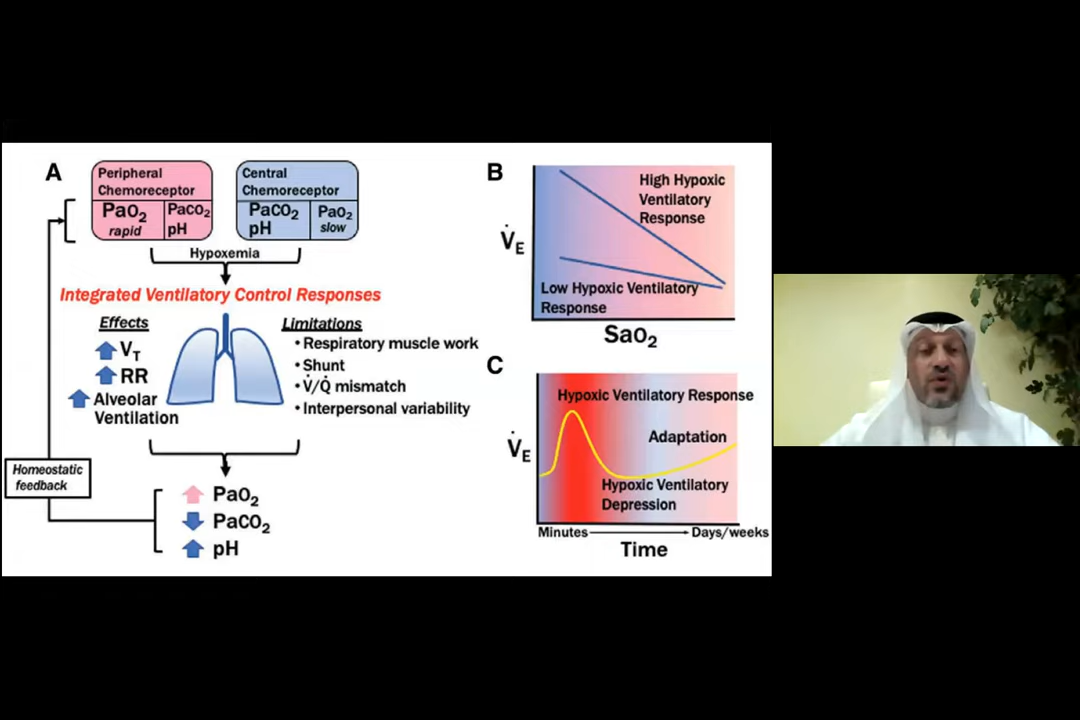 A
Peripheral
Chemoreceptor
PaO2
rapid
PaCO2
pH
Central
Chemoreceptor
PaCO2
pH
PaO2
slow
Hypoxemia
Integrated Ventilatory Control Responses
Effects
VT
RR
Alveolar
Ventilation
Limitations
• Respiratory muscle work
• Shunt
• V̇/Q̇ mismatch
• Interpersonal variability
Homeostatic
feedback
PaO2
PaCO2
pH
B
V̇E
High Hypoxic
Ventilatory
Response
Low Hypoxic Ventilatory
Response
SaO2
C
V̇E
Hypoxic Ventilatory Response
Adaptation
Hypoxic Ventilatory
Depression
Minutes
Days/weeks
Time